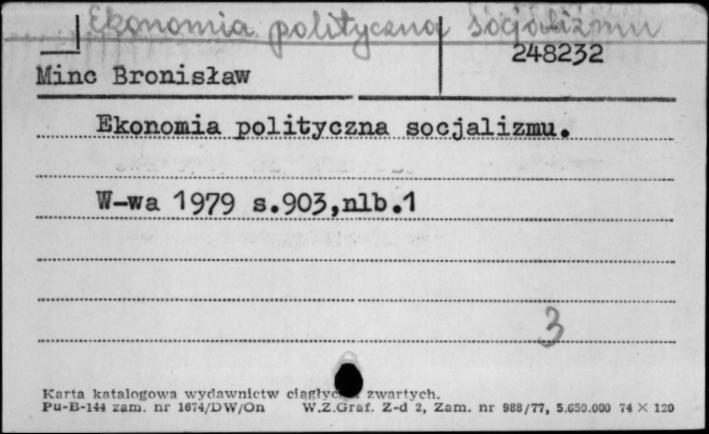 Ekonomia polityczna socjalizmu
248232
Minc Bronisław
Ekonomia polityczna socjalizmu.
W-wa 1979 s.903,nlb.1
3
Karta katalogowa wydawnictw zwartych.
Pu-B-144 zam. nr 1674/DW/On W.Z.Graf. Z-d 2, Zam. nr 988/77, 5.650.000 74 × 120